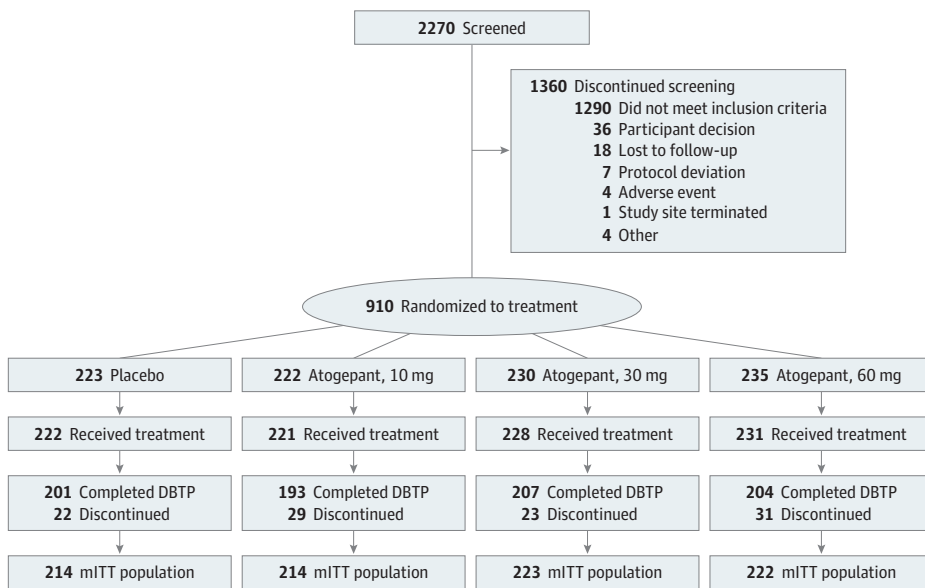 2270 Screened
1360 Discontinued screening
1290 Did not meet inclusion criteria
36 Participant decision
18 Lost to follow-up
7 Protocol deviation
4 Adverse event
1 Study site terminated
4 Other
910 Randomized to treatment
223 Placebo
222 Atogepant, 10 mg
230 Atogepant, 30 mg
235 Atogepant, 60 mg
222 Received treatment
221 Received treatment
228 Received treatment
231 Received treatment
201 Completed DBTP
22 Discontinued
193 Completed DBTP
29 Discontinued
207 Completed DBTP
23 Discontinued
204 Completed DBTP
31 Discontinued
214 mITT population
214 mITT population
223 mITT population
222 mITT population